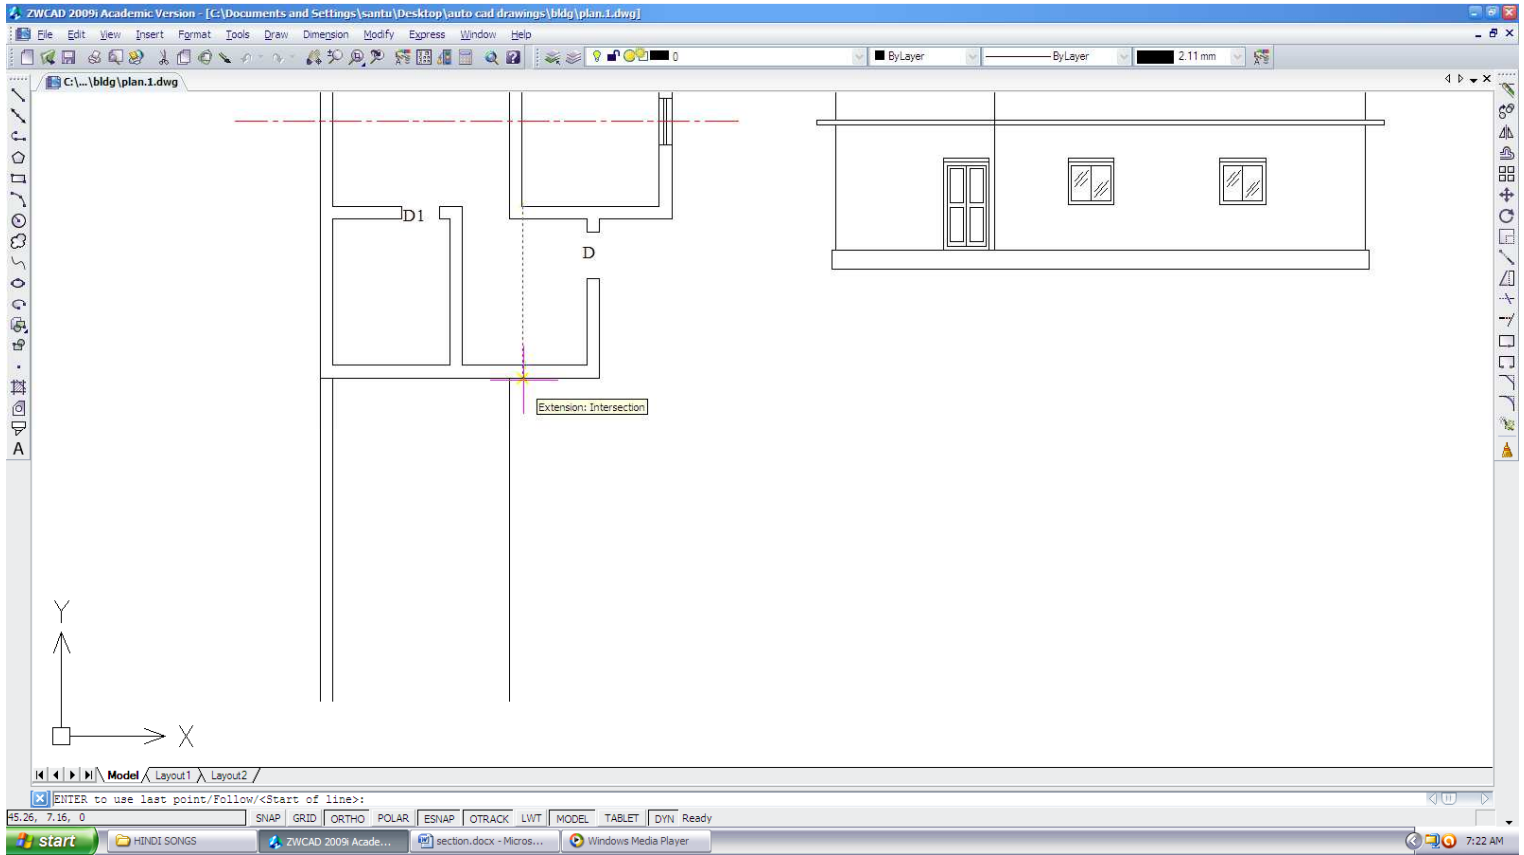 ZWCAD 2009i Academic Version - [C:\Documents and Settings\santu\Desktop\auto cad drawings\bldg\plan.1.dwg]
File Edit View Insert Format Tools Draw Dimension Modify Express Window Help
0 ByLayer ByLayer 2.11 mm
C:\...\bldg\plan.1.dwg
D1
D
Extension: Intersection
Y
X
Model Layout1 Layout2
ENTER to use last point/Follow/<Start of line>:
45.26, 7.16, 0 SNAP GRID ORTHO POLAR ESNAP OTRACK LWT MODEL TABLET DYN Ready
start HINDI SONGS ZWCAD 2009i Acade... section.docx - Micros... Windows Media Player 7:22 AM